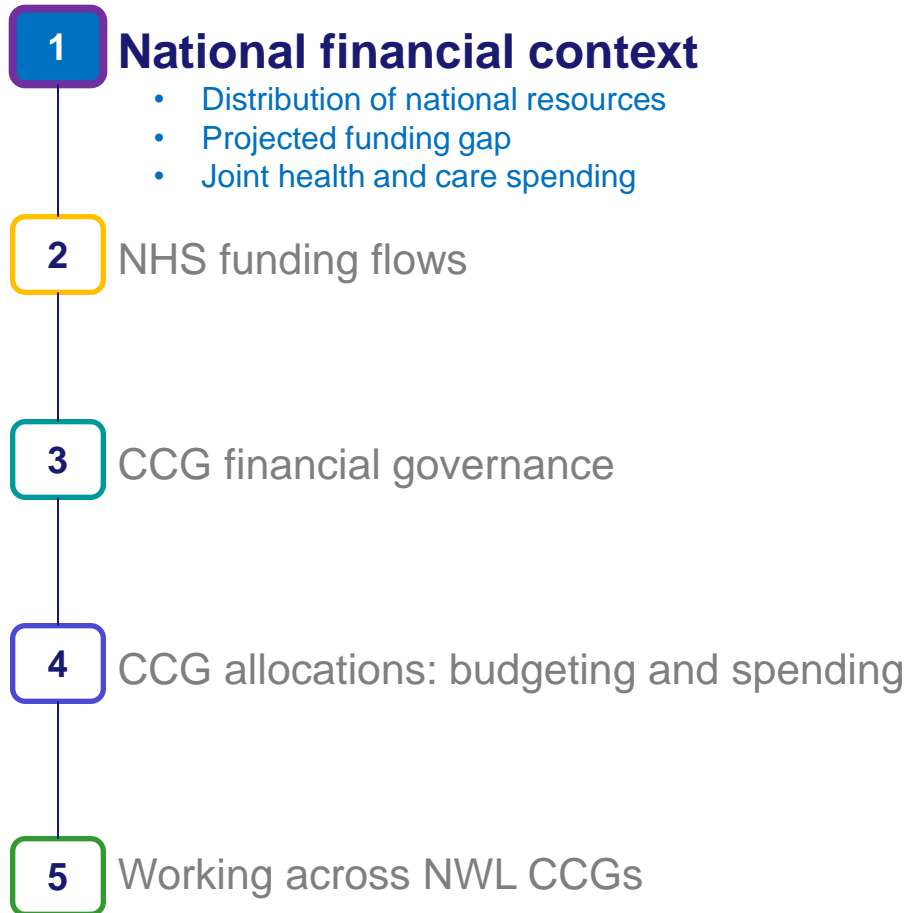 1 National financial context
• Distribution of national resources
• Projected funding gap
• Joint health and care spending
2 NHS funding flows
3 CCG financial governance
4 CCG allocations: budgeting and spending
5 Working across NWL CCGs